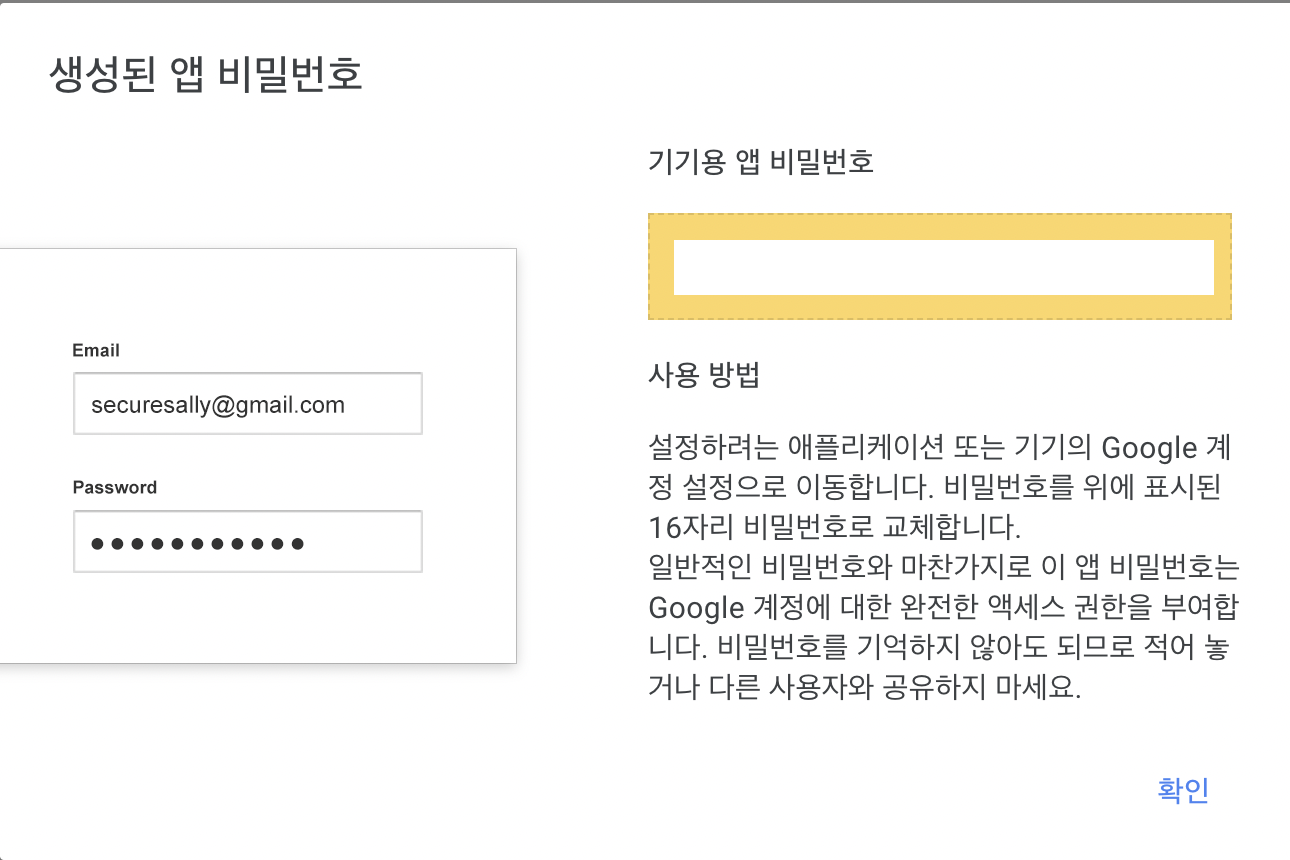 생성된 앱 비밀번호
기기용 앱 비밀번호
Email
securesally@gmail.com
Password
사용 방법
설정하려는 애플리케이션 또는 기기의 Google 계
정 설정으로 이동합니다. 비밀번호를 위에 표시된
16자리 비밀번호로 교체합니다.
일반적인 비밀번호와 마찬가지로 이 앱 비밀번호는
Google 계정에 대한 완전한 액세스 권한을 부여합
니다. 비밀번호를 기억하지 않아도 되므로 적어 놓
거나 다른 사용자와 공유하지 마세요.
확인